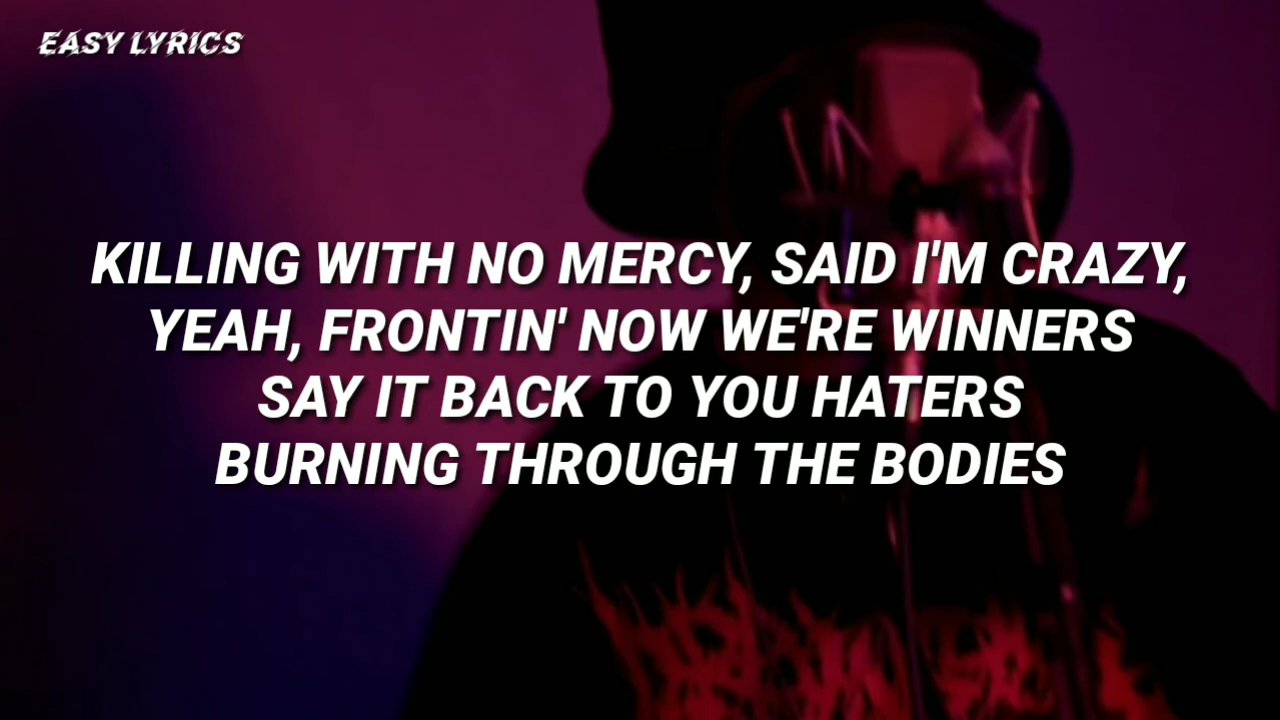 EASY LYRICS
KILLING WITH NO MERCY, SAID I'M CRAZY,
YEAH, FRONTIN' NOW WE'RE WINNERS
SAY IT BACK TO YOU HATERS
BURNING THROUGH THE BODIES